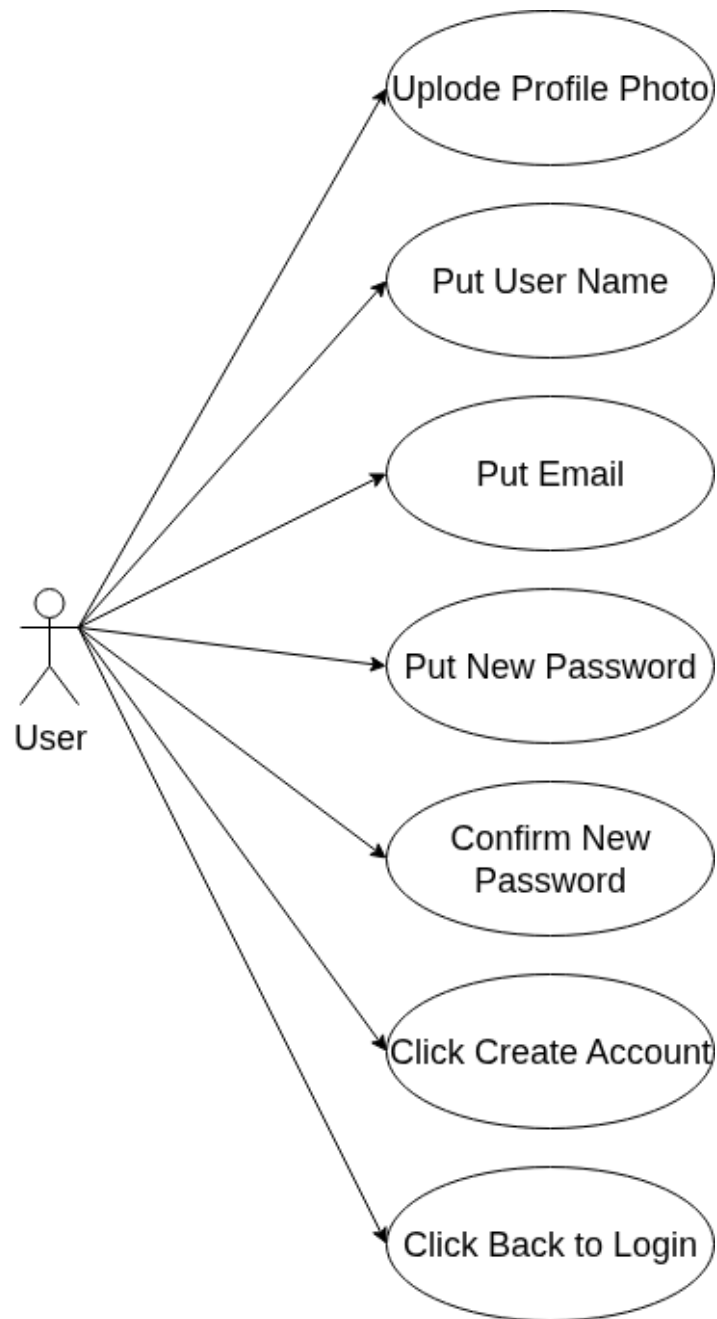 Uplode Profile Photo
Put User Name
Put Email
Put New Password
User
Confirm New
Password
Click Create Account
Click Back to Login